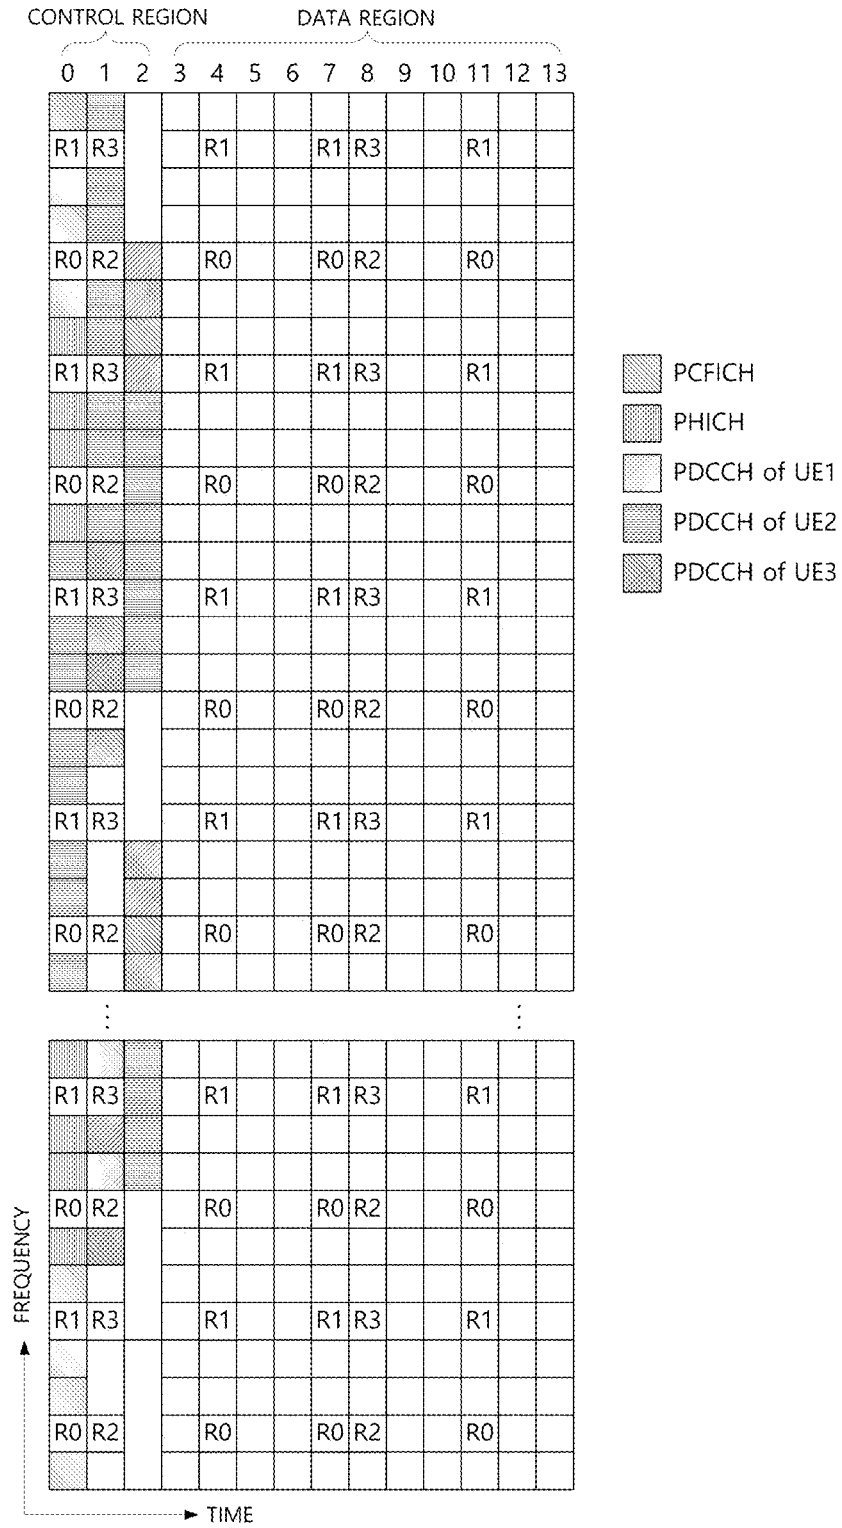 CONTROL REGION DATA REGION
0 1 2 3 4 5 6 7 8 9 10 11 12 13
R1 R3 R1 R1 R3 R1
R0 R2 R0 R0 R2 R0
R1 R3 R1 R1 R3 R1
R0 R2 R0 R0 R2 R0
R1 R3 R1 R1 R3 R1
R0 R2 R0 R0 R2 R0
R1 R3 R1 R1 R3 R1
R0 R2 R0 R0 R2 R0
R1 R3 R1 R1 R3 R1
R0 R2 R0 R0 R2 R0
R1 R3 R1 R1 R3 R1
R0 R2 R0 R0 R2 R0
PCFICH
PHICH
PDCCH of UE1
PDCCH of UE2
PDCCH of UE3
FREQUENCY
TIME